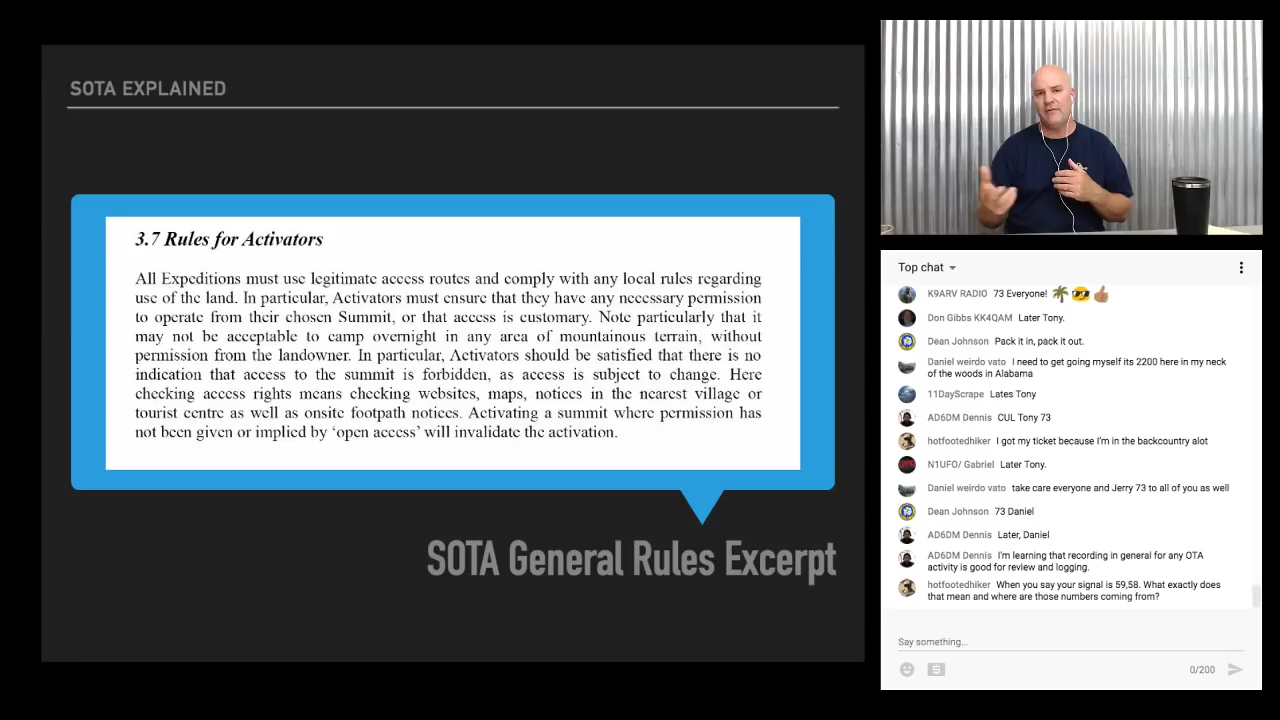 SOTA EXPLAINED
3.7 Rules for Activators
All Expeditions must use legitimate access routes and comply with any local rules regarding
use of the land. In particular, Activators must ensure that they have any necessary permission
to operate from their chosen Summit, or that access is customary. Note particularly that it
may not be acceptable to camp overnight in any area of mountainous terrain, without
permission from the landowner. In particular, Activators should be satisfied that there is no
indication that access to the summit is forbidden, as access is subject to change. Here
checking access rights means checking websites, maps, notices in the nearest village or
tourist centre as well as onsite footpath notices. Activating a summit where permission has
not been given or implied by ‘open access’ will invalidate the activation.
SOTA General Rules Excerpt
Top chat
K9ARV RADIO 73 Everyone! 🌴😎👍🏽
Don Gibbs KK4QAM Later Tony.
Dean Johnson Pack it in, pack it out.
Daniel weirdo vato I need to get going myself its 2200 here in my neck
of the woods in Alabama
11DayScrape Lates Tony
AD6DM Dennis CUL Tony 73
hotfootedhiker I got my ticket because I’m in the backcountry alot
N1UFO/ Gabriel Later Tony.
Daniel weirdo vato take care everyone and Jerry 73 to all of you as well
Dean Johnson 73 Daniel
AD6DM Dennis Later, Daniel
AD6DM Dennis I’m learning that recording in general for any OTA
activity is good for review and logging.
hotfootedhiker When you say your signal is 59,58. What exactly does
that mean and where are those numbers coming from?
Say something...
0/200